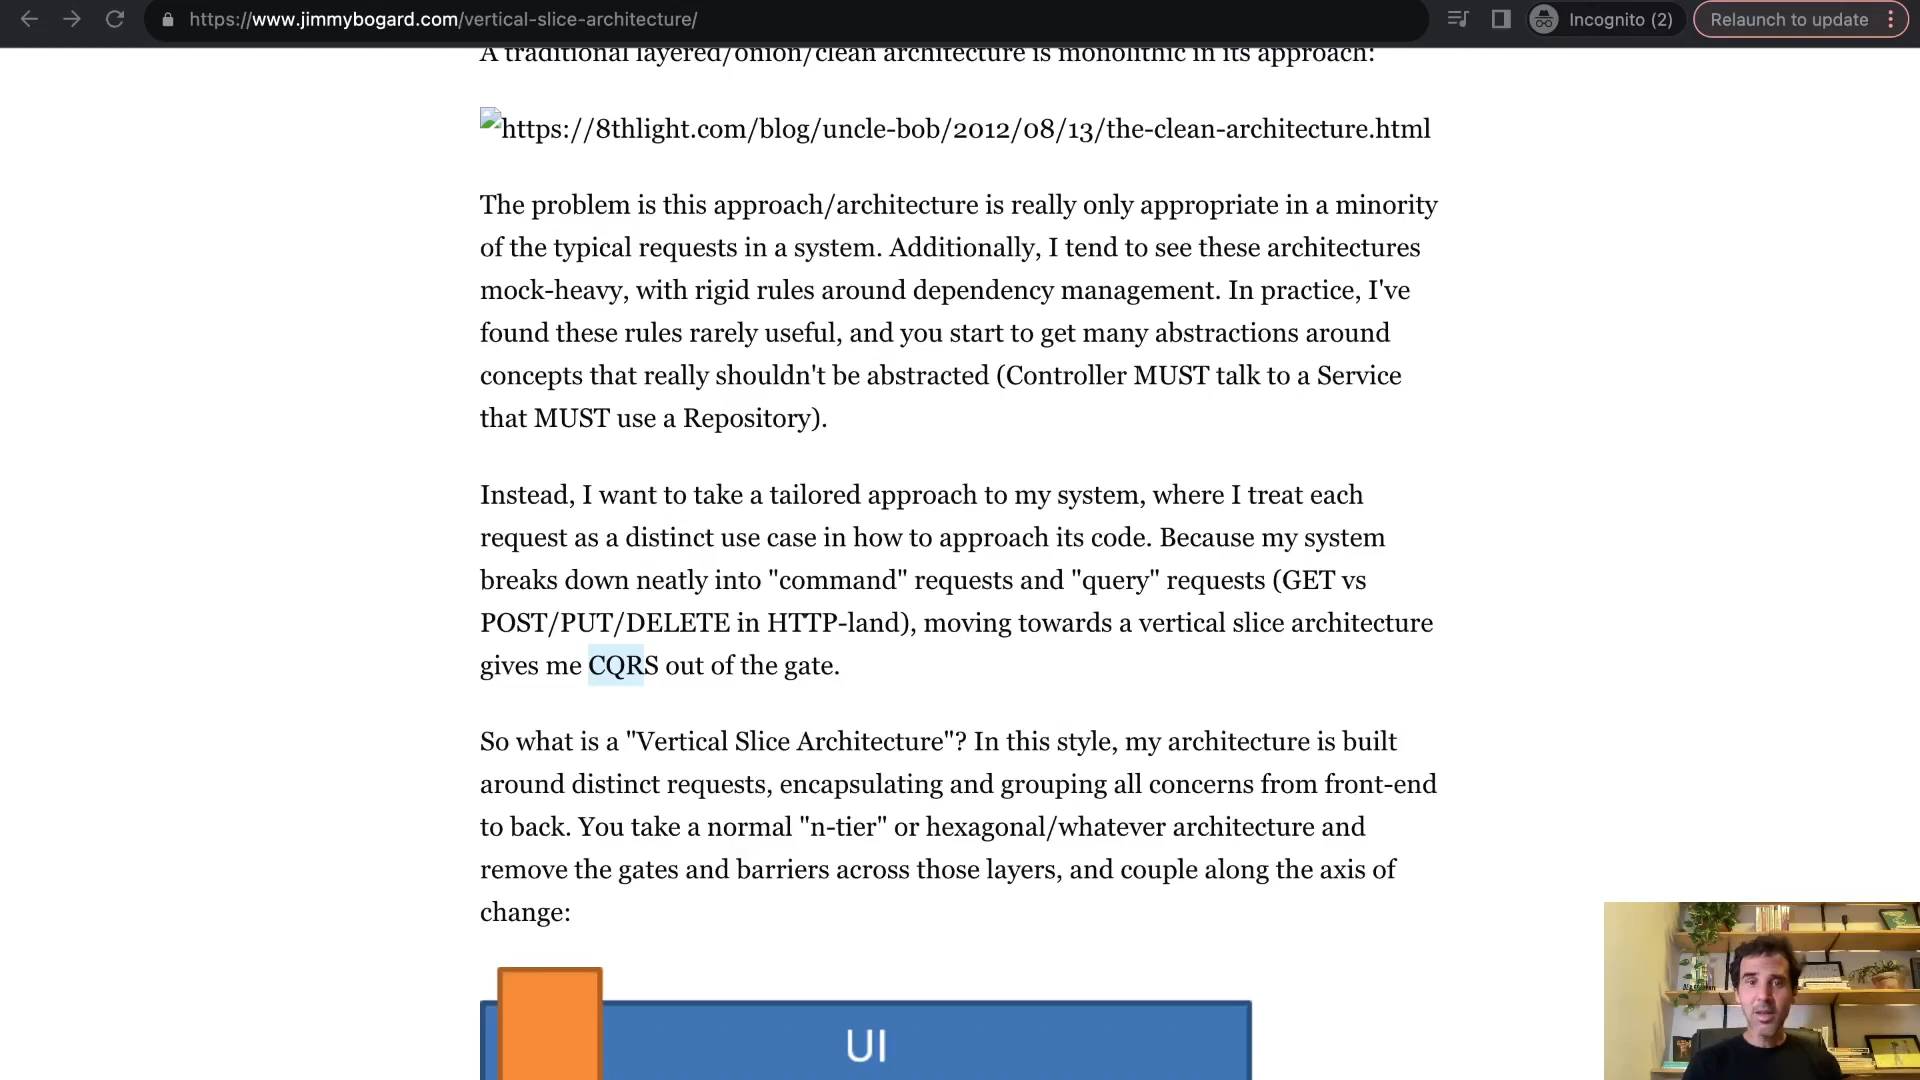 https://www.jimmybogard.com/vertical-slice-architecture/
Incognito (2)
Relaunch to update
A traditional layered/onion/clean architecture is monolithic in its approach:
https://8thlight.com/blog/uncle-bob/2012/08/13/the-clean-architecture.html
The problem is this approach/architecture is really only appropriate in a minority
of the typical requests in a system. Additionally, I tend to see these architectures
mock-heavy, with rigid rules around dependency management. In practice, I've
found these rules rarely useful, and you start to get many abstractions around
concepts that really shouldn't be abstracted (Controller MUST talk to a Service
that MUST use a Repository).
Instead, I want to take a tailored approach to my system, where I treat each
request as a distinct use case in how to approach its code. Because my system
breaks down neatly into "command" requests and "query" requests (GET vs
POST/PUT/DELETE in HTTP-land), moving towards a vertical slice architecture
gives me CQRS out of the gate.
So what is a "Vertical Slice Architecture"? In this style, my architecture is built
around distinct requests, encapsulating and grouping all concerns from front-end
to back. You take a normal "n-tier" or hexagonal/whatever architecture and
remove the gates and barriers across those layers, and couple along the axis of
change:
UI